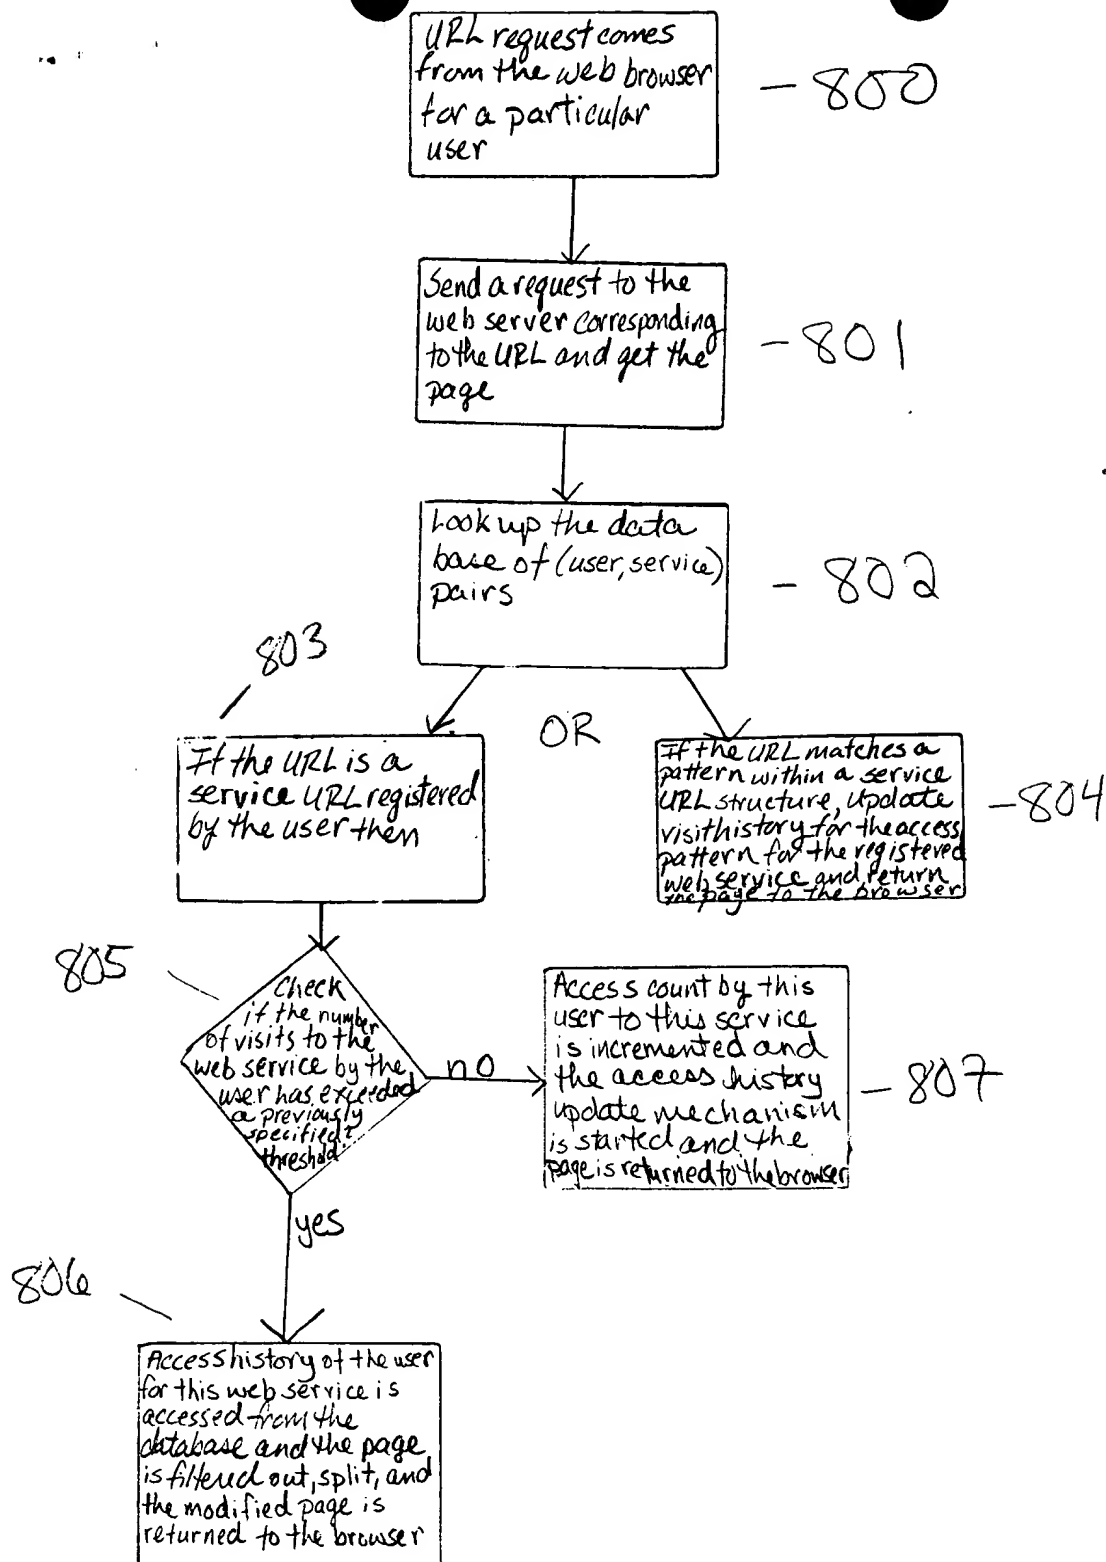 URL request comes
from the web browser
for a particular
user
- 800
Send a request to the
web server corresponding
to the URL and get the
page
- 801
Look up the data
base of (user, service)
pairs
- 802
803
If the URL is a
service URL registered
by the user then
OR
If the URL matches a
pattern within a service
URL structure, update
visit history for the access
pattern for the registered
web service and return
the page to the browser
- 804
805
Check
if the number
of visits to the
web service by the
user has exceeded
a previously
specified?
threshold.
no
Access count by this
user to this service
is incremented and
the access history
update mechanism
is started and the
page is returned to the browser
- 807
yes
806
Access history of the user
for this web service is
accessed from the
database and the page
is filtered out, split, and
the modified page is
returned to the browser